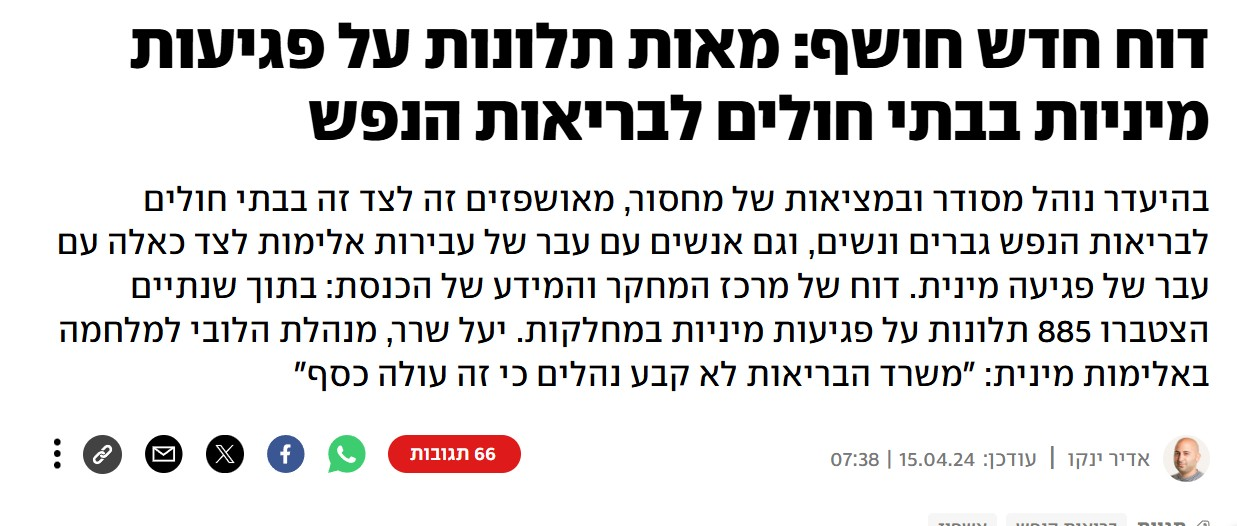 דוח חדש חושף: מאות תלונות על פגיעות
מיניות בבתי חולים לבריאות הנפש
בהיעדר נוהל מסודר ובמציאות של מחסור, מאושפזים זה לצד זה בבתי חולים
לבריאות הנפש גברים ונשים, וגם אנשים עם עבר של עבירות אלימות לצד כאלה עם
עבר של פגיעה מינית. דוח של מרכז המחקר והמידע של הכנסת: בתוך שנתיים
הצטברו 885 תלונות על פגיעות מיניות במחלקות. יעל שרר, מנהלת הלובי למלחמה
באלימות מינית: "משרד הבריאות לא קבע נהלים כי זה עולה כסף"
אדיר ינקו | עודכן: 15.04.24 | 07:38
66 תגובות